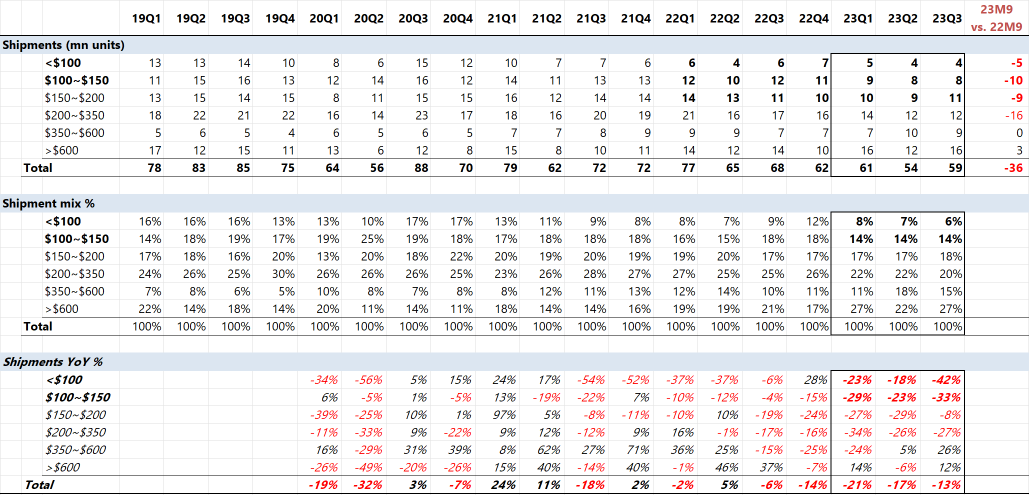 19Q1 19Q2 19Q3 19Q4 20Q1 20Q2 20Q3 20Q4 21Q1 21Q2 21Q3 21Q4 22Q1 22Q2 22Q3 22Q4 23Q1 23Q2 23Q3 23M9 vs. 22M9
Shipments (mn units)
<$100 13 13 14 10 8 6 15 12 10 7 7 6 6 4 6 7 5 4 4 -5
$100~$150 11 15 16 13 12 14 16 12 14 11 13 13 12 10 12 11 9 8 8 -10
$150~$200 13 15 14 15 8 11 15 15 16 12 14 14 14 13 11 10 10 9 11 -9
$200~$350 18 22 21 22 16 14 23 17 18 16 20 19 21 16 17 16 14 12 12 -16
$350~$600 5 6 5 4 6 5 6 5 7 7 8 9 9 9 7 7 7 10 9 0
>$600 17 12 15 11 13 6 12 8 15 8 10 11 14 12 14 10 16 12 16 3
Total 78 83 85 75 64 56 88 70 79 62 72 72 77 65 68 62 61 54 59 -36
Shipment mix %
<$100 16% 16% 16% 13% 13% 10% 17% 17% 13% 11% 9% 8% 8% 7% 9% 12% 8% 7% 6%
$100~$150 14% 18% 19% 17% 19% 25% 19% 18% 17% 18% 18% 18% 16% 15% 18% 18% 14% 14% 14%
$150~$200 17% 18% 16% 20% 13% 20% 18% 22% 20% 19% 20% 19% 19% 20% 17% 17% 17% 17% 18%
$200~$350 24% 26% 25% 30% 26% 26% 26% 25% 23% 26% 28% 27% 27% 25% 25% 26% 22% 22% 20%
$350~$600 7% 8% 6% 5% 10% 8% 7% 8% 8% 12% 11% 13% 12% 14% 10% 11% 11% 18% 15%
>$600 22% 14% 18% 14% 20% 11% 14% 11% 18% 14% 14% 16% 19% 19% 21% 17% 27% 22% 27%
Total 100% 100% 100% 100% 100% 100% 100% 100% 100% 100% 100% 100% 100% 100% 100% 100% 100% 100% 100%
Shipments YoY %
<$100 -34% -56% 5% 15% 24% 17% -54% -52% -37% -37% -6% 28% -23% -18% -42%
$100~$150 6% -5% 1% -5% 13% -19% -22% 7% -10% -12% -4% -15% -29% -23% -33%
$150~$200 -39% -25% 10% 1% 97% 5% -8% -11% -10% 10% -19% -24% -27% -29% -8%
$200~$350 -11% -33% 9% -22% 9% 12% -12% 9% 16% -1% -17% -16% -34% -26% -27%
$350~$600 16% -29% 31% 39% 8% 62% 27% 71% 36% 25% -15% -25% -24% 5% 26%
>$600 -26% -49% -20% -26% 15% 40% -14% 40% -1% 46% 37% -7% 14% -6% 12%
Total -19% -32% 3% -7% 24% 11% -18% 2% -2% 5% -6% -14% -21% -17% -13%